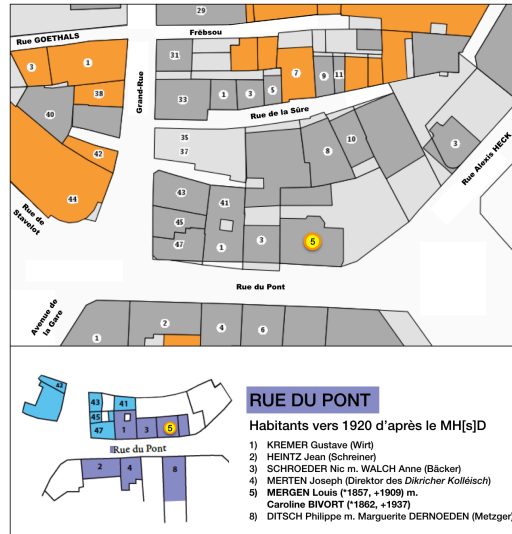 29
Rue GOETHALS
Frêbsou
31
3
1
7
9
11
5
38
33
1
3
Grand-Rue
Rue de la Sûre
40
35
37
8
10
3
42
Rue Alexis HECK
44
43
41
45
47
1
3
5
Rue de
Stavelot
Rue du Pont
Avenue de
la Gare
1
2
4
6
43
41
45
47
1
3
5
Rue du Pont
2
4
8
RUE DU PONT
Habitants vers 1920 d’après le MH[s]D
1) KREMER Gustave (Wirt)
2) HEINTZ Jean (Schreiner)
3) SCHROEDER Nic m. WALCH Anne (Bäcker)
4) MERTEN Joseph (Direktor des Dikricher Kolléisch)
5) MERGEN Louis (*1857, +1909) m.
Caroline BIVORT (*1862, +1937)
8) DITSCH Philippe m. Marguerite DERNOEDEN (Metzger)